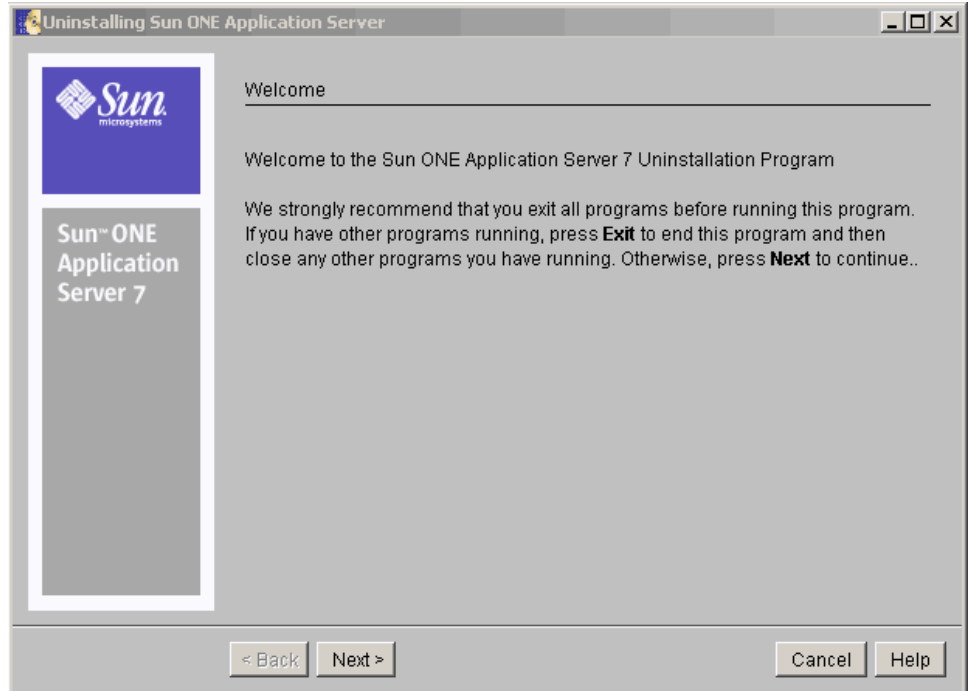 Uninstalling Sun ONE Application Server
Sun
microsystems
Sun™ ONE
Application
Server 7
Welcome
Welcome to the Sun ONE Application Server 7 Uninstallation Program
We strongly recommend that you exit all programs before running this program.
If you have other programs running, press Exit to end this program and then
close any other programs you have running. Otherwise, press Next to continue..
< Back
Next >
Cancel
Help